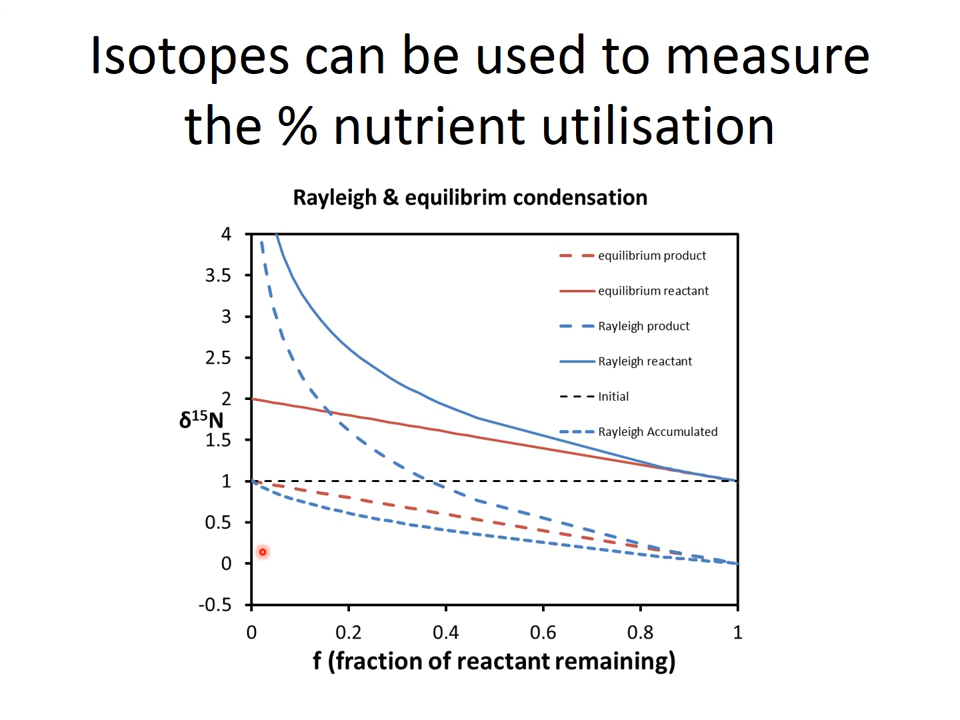 Isotopes can be used to measure
the % nutrient utilisation
Rayleigh & equilibrim condensation
4
3.5
3
2.5
2
1.5
1
0.5
0
-0.5
δ¹⁵N
equilibrium product
equilibrium reactant
Rayleigh product
Rayleigh reactant
Initial
Rayleigh Accumulated
0 0.2 0.4 0.6 0.8 1
f (fraction of reactant remaining)